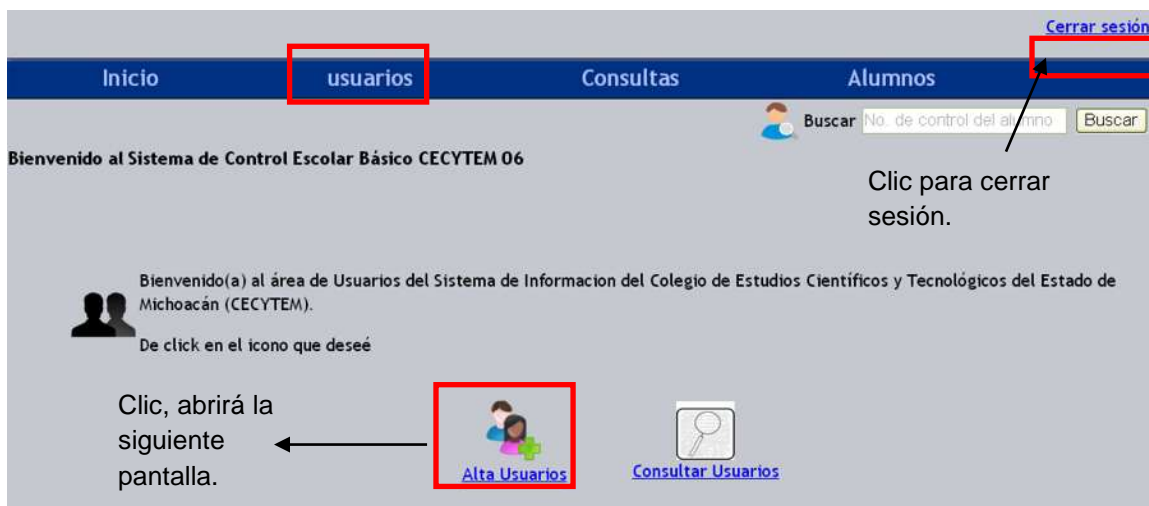 Cerrar sesión
Inicio usuarios Consultas Alumnos
Buscar No. de control del alumno Buscar
Bienvenido al Sistema de Control Escolar Básico CECYTEM 06
Clic para cerrar
sesión.
Bienvenido(a) al área de Usuarios del Sistema de Informacion del Colegio de Estudios Científicos y Tecnológicos del Estado de
Michoacán (CECYTEM).
De click en el icono que deseé
Clic, abrirá la
siguiente
pantalla.
Alta Usuarios Consultar Usuarios